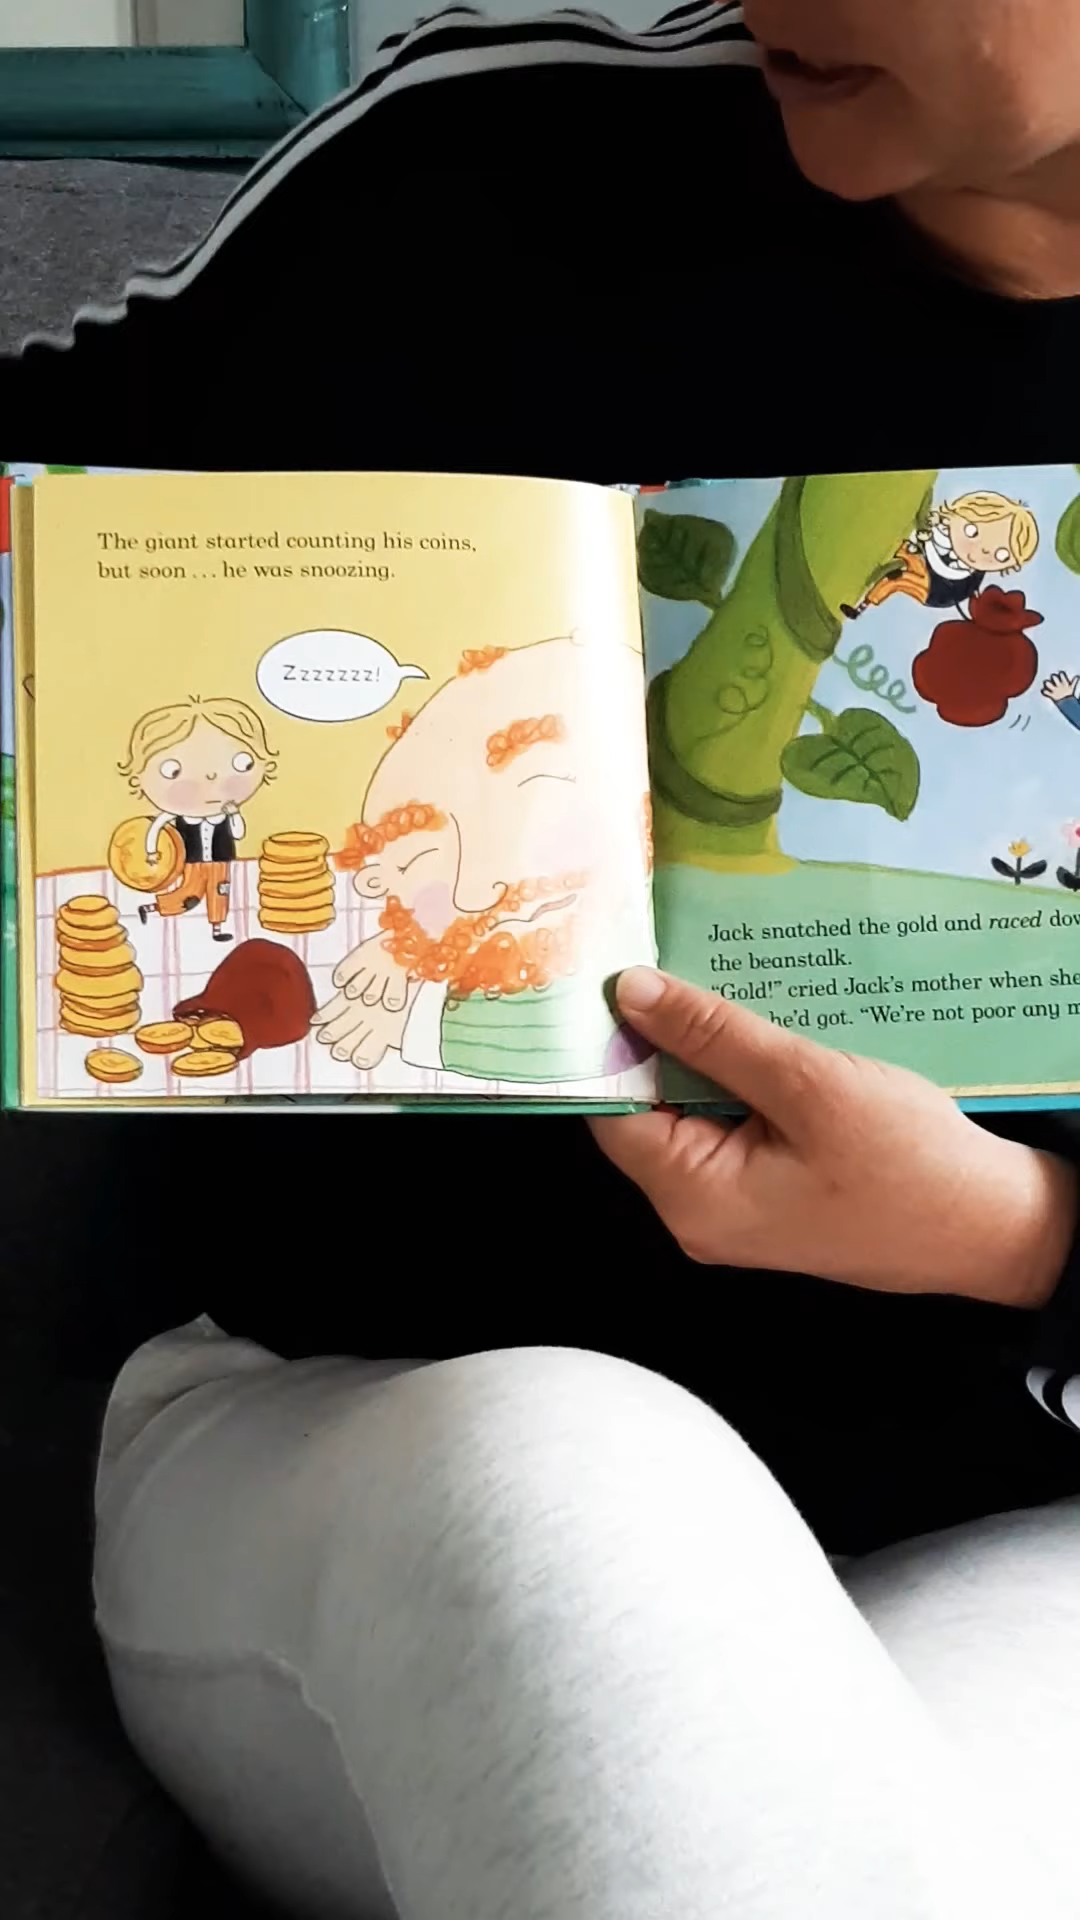 The giant started counting his coins,
but soon ... he was snoozing.
Zzzzzzz!
Jack snatched the gold and raced
the beanstalk.
“Gold!” cried Jack's mother when she
he'd got. “We're not poor any